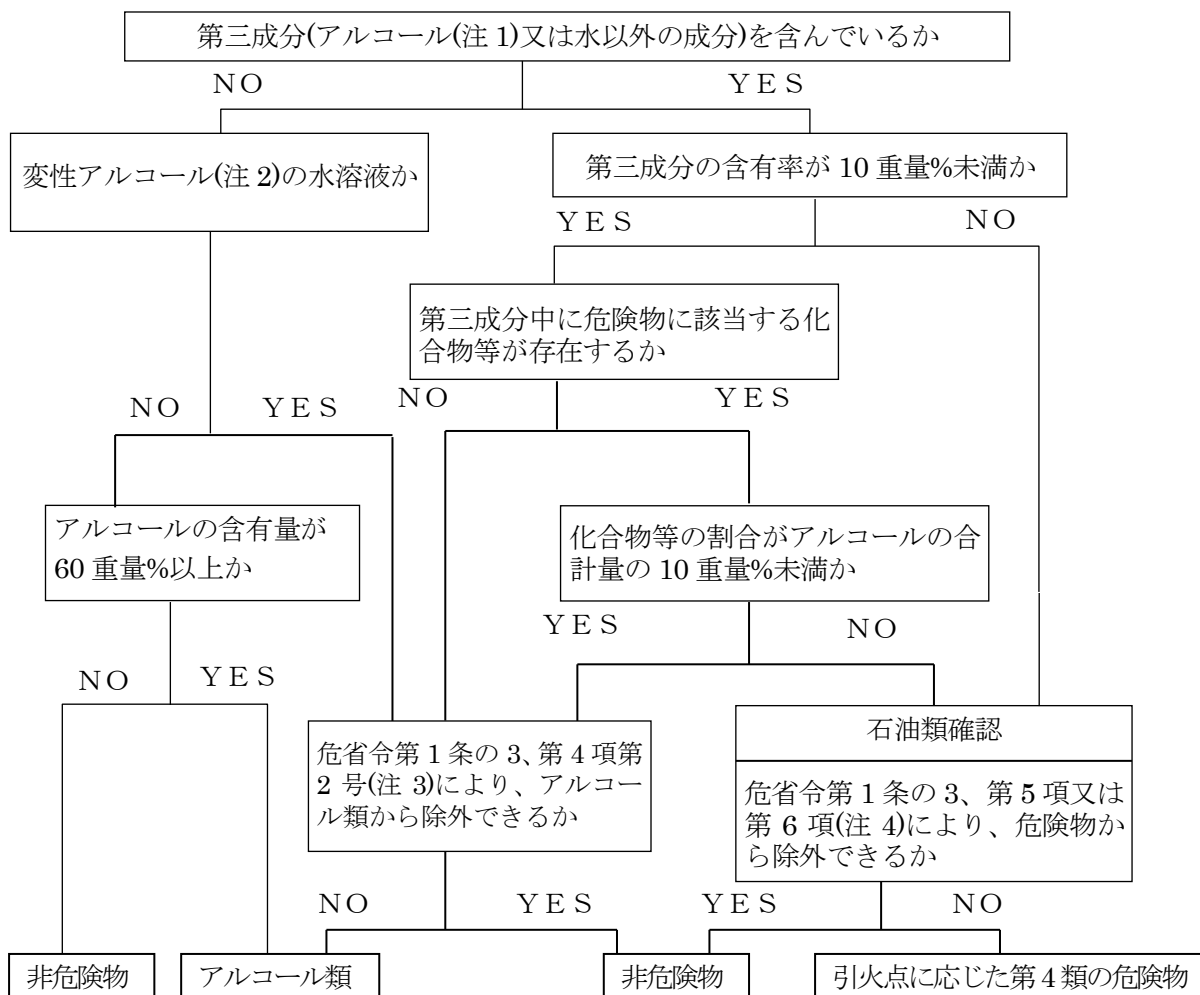 第三成分(アルコール(注 1)又は水以外の成分)を含んでいるか
NO
YES
変性アルコール(注 2)の水溶液か
第三成分の含有率が 10 重量%未満か
YES
NO
第三成分中に危険物に該当する化
合物等が存在するか
NO
YES
NO
YES
アルコールの含有量が
60 重量%以上か
化合物等の割合がアルコールの合
計量の 10 重量%未満か
YES
NO
NO
YES
危省令第 1 条の 3、第 4 項第
2 号(注 3)により、アルコー
ル類から除外できるか
石油類確認
危省令第 1 条の 3、第 5 項又は
第 6 項(注 4)により、危険物か
ら除外できるか
NO
YES
YES
NO
非危険物
アルコール類
非危険物
引火点に応じた第 4 類の危険物